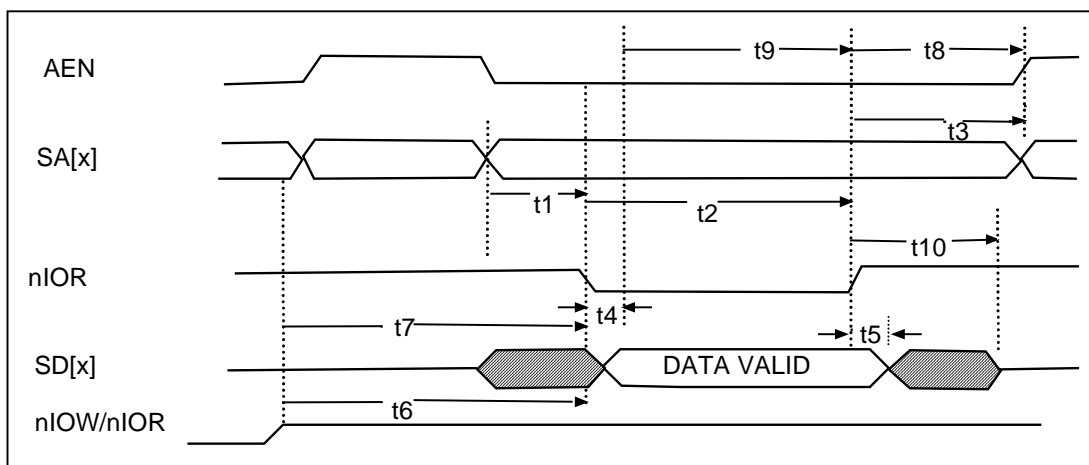 AEN
t9
t8
t3
SA[x]
t1
t2
t10
nIOR
t4
t7
t5
SD[x]
DATA VALID
t6
nIOW/nIOR